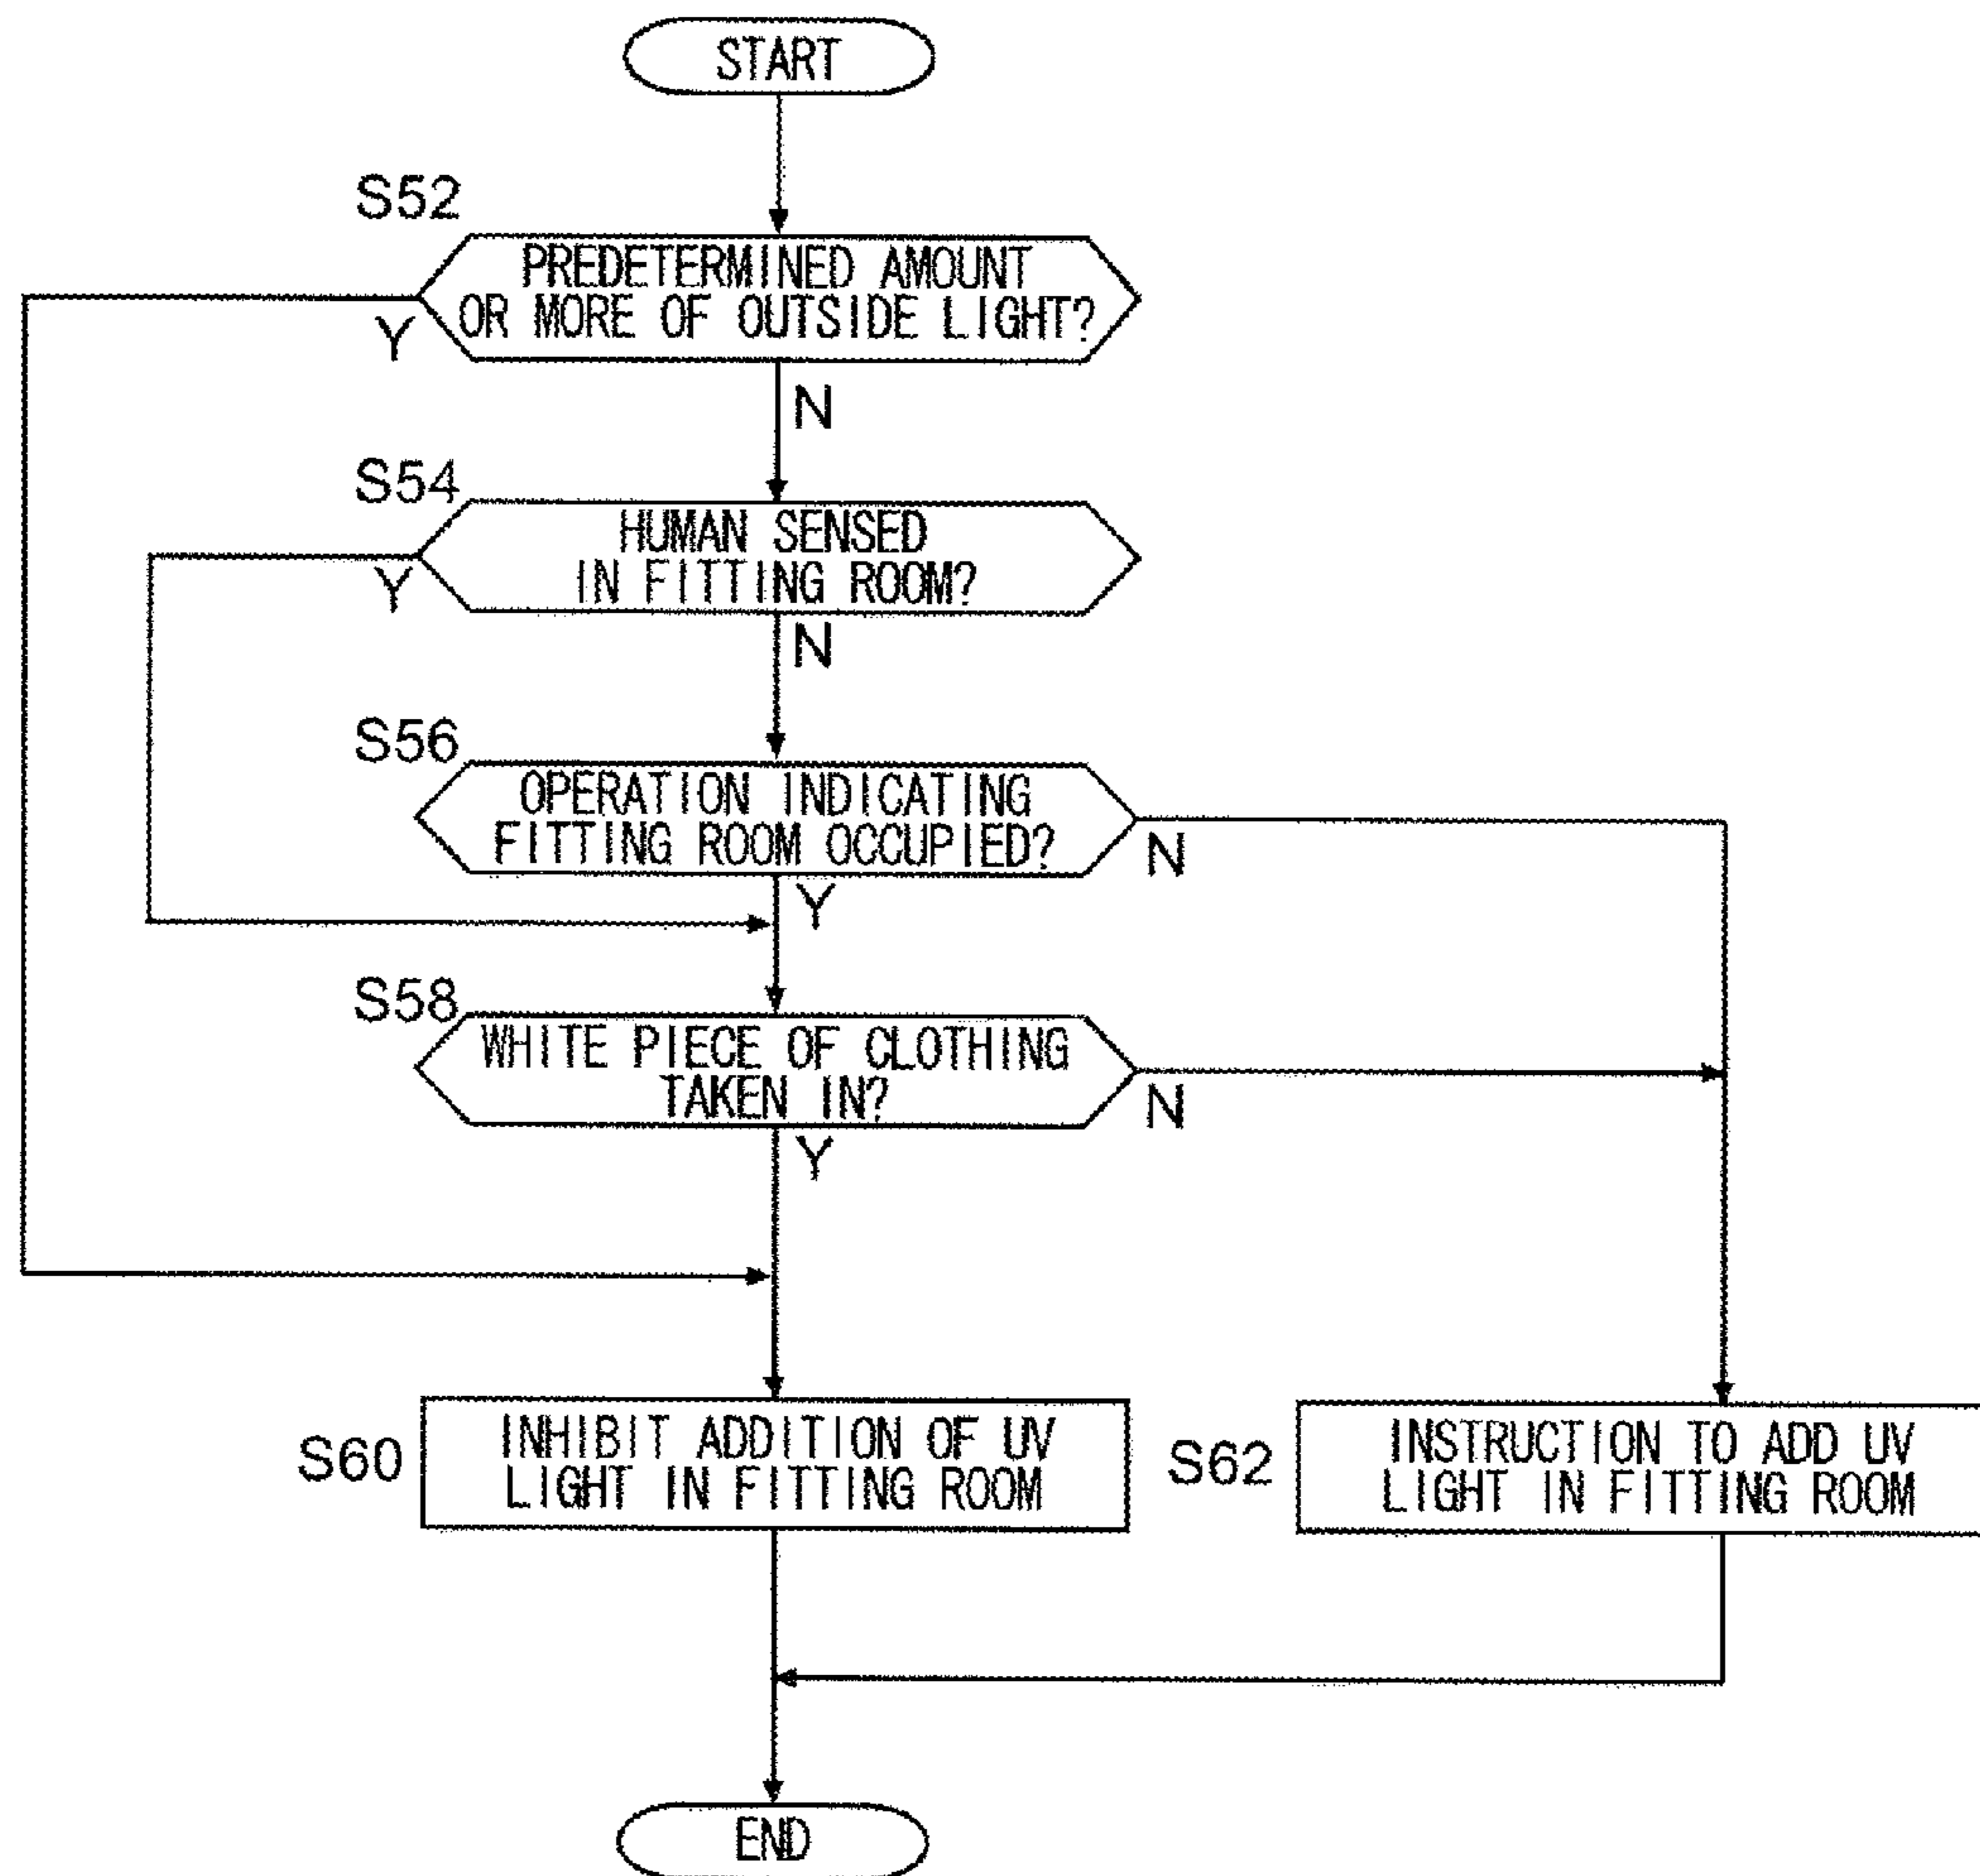 START
S52
PREDETERMINED AMOUNT
OR MORE OF OUTSIDE LIGHT?
Y
N
S54
HUMAN SENSED
IN FITTING ROOM?
Y
N
S56
OPERATION INDICATING
FITTING ROOM OCCUPIED?
N
Y
S58
WHITE PIECE OF CLOTHING
TAKEN IN?
N
Y
S60
INHIBIT ADDITION OF UV
LIGHT IN FITTING ROOM
S62
INSTRUCTION TO ADD UV
LIGHT IN FITTING ROOM
END